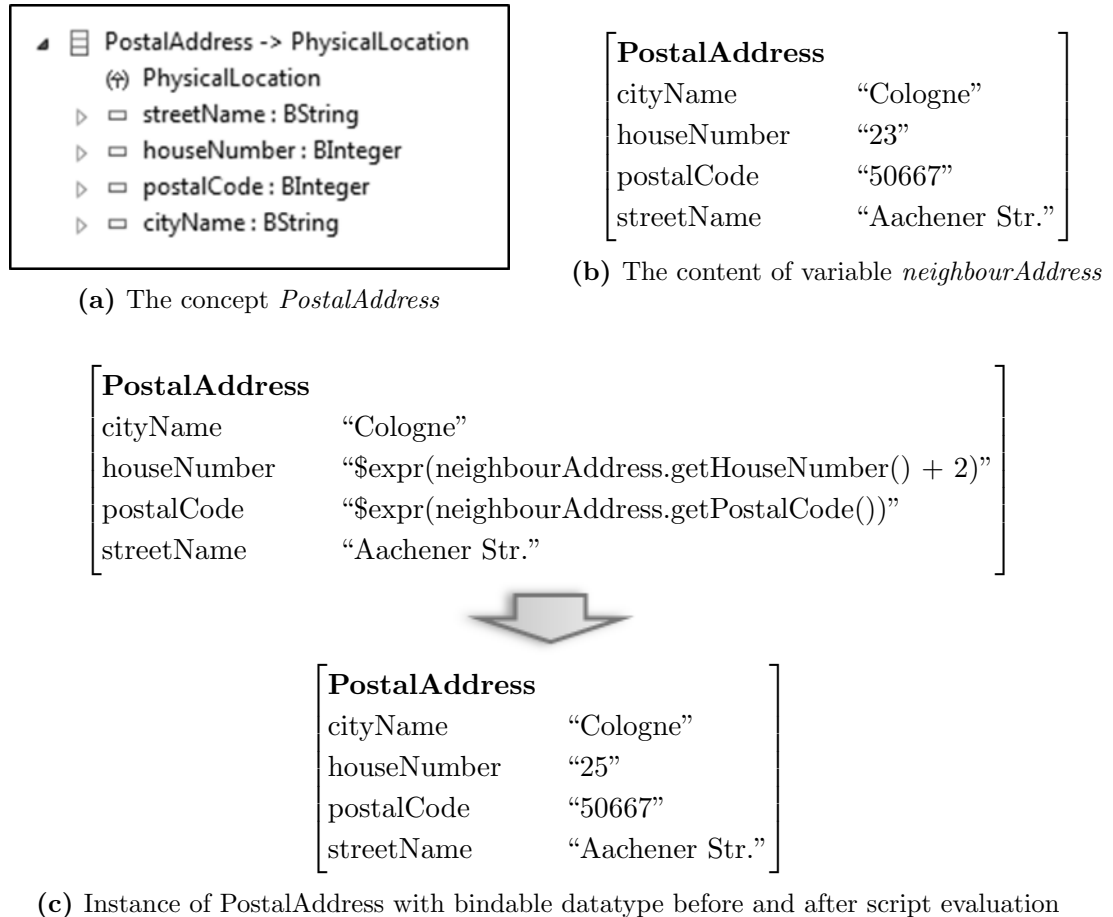 PostalAddress -> PhysicalLocation
PhysicalLocation
streetName : BString
houseNumber : BInteger
postalCode : BInteger
cityName : BString
(a) The concept PostalAddress
PostalAddress
cityName “Cologne”
houseNumber “23”
postalCode “50667”
streetName “Aachener Str.”
(b) The content of variable neighbourAddress
PostalAddress
cityName “Cologne”
houseNumber “$expr(neighbourAddress.getHouseNumber() + 2)”
postalCode “$expr(neighbourAddress.getPostalCode())”
streetName “Aachener Str.”
PostalAddress
cityName “Cologne”
houseNumber “25”
postalCode “50667”
streetName “Aachener Str.”
(c) Instance of PostalAddress with bindable datatype before and after script evaluation